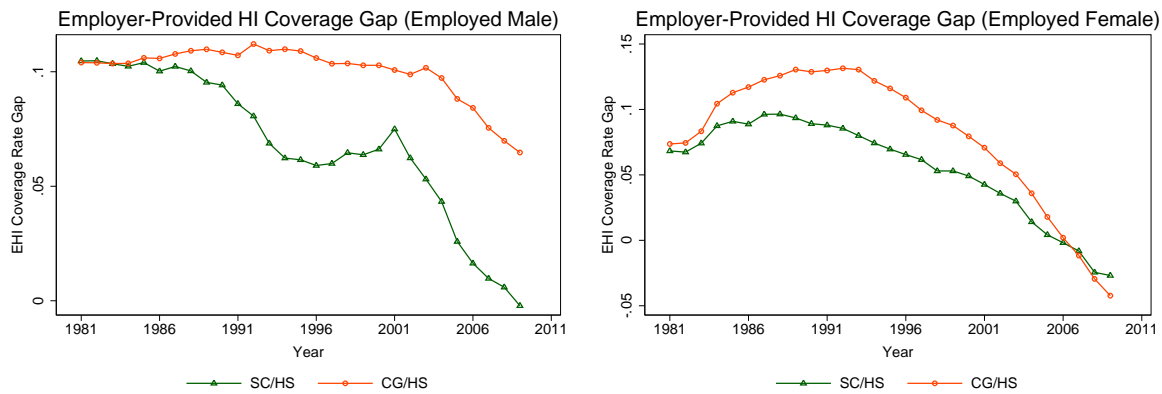 Employer-Provided HI Coverage Gap (Employed Male)
EHI Coverage Rate Gap
.1
.05
0
1981 1986 1991 1996 2001 2006 2011
Year
SC/HS CG/HS
Employer-Provided HI Coverage Gap (Employed Female)
EHI Coverage Rate Gap
.15
.1
.05
0
-.05
1981 1986 1991 1996 2001 2006 2011
Year
SC/HS CG/HS